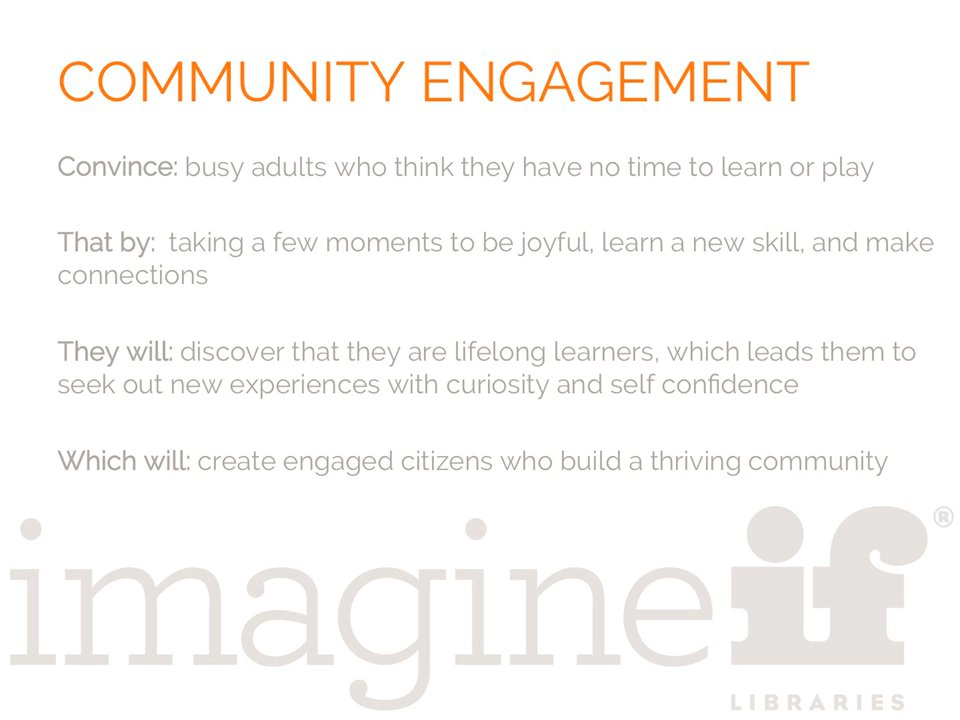 COMMUNITY ENGAGEMENT
Convince: busy adults who think they have no time to learn or play
That by:  taking a few moments to be joyful, learn a new skill, and make
connections
They will: discover that they are lifelong learners, which leads them to
seek out new experiences with curiosity and self confidence
Which will: create engaged citizens who build a thriving community
imagineif®
LIBRARIES